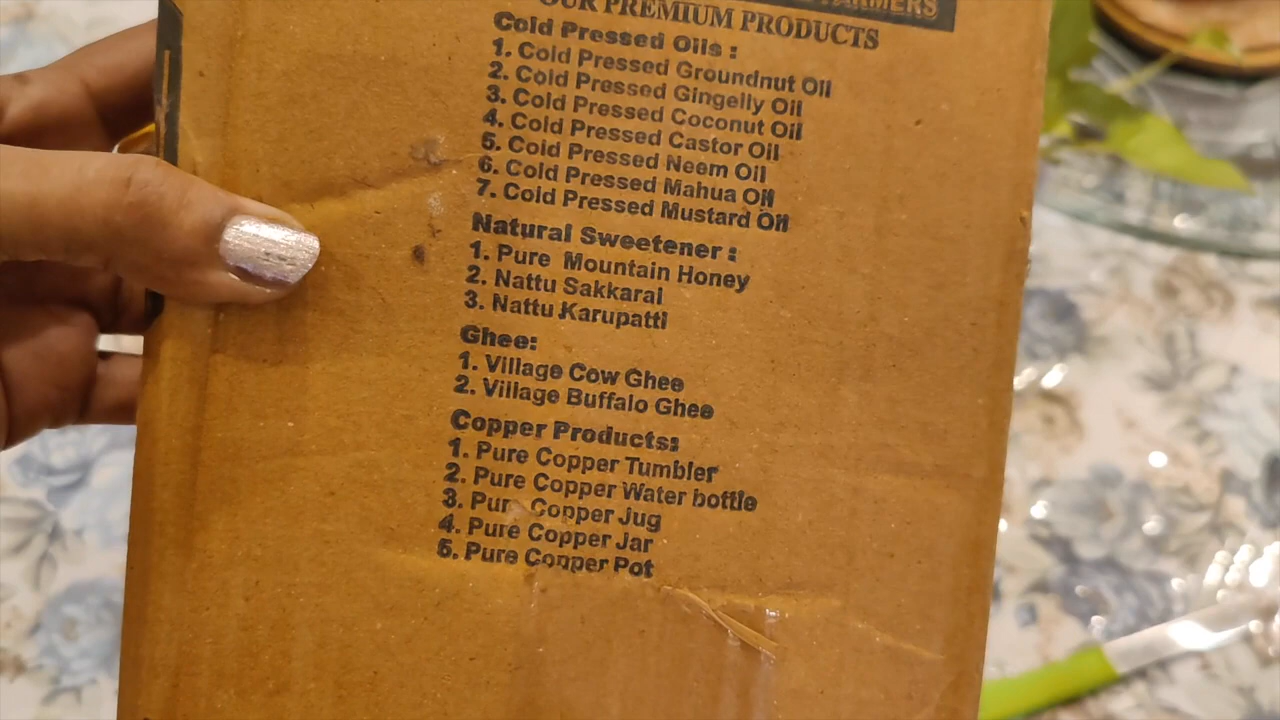 FARMERS
OUR PREMIUM PRODUCTS
Cold Pressed Oils :
1. Cold Pressed Groundnut Oil
2. Cold Pressed Gingelly Oil
3. Cold Pressed Coconut Oil
4. Cold Pressed Castor Oil
5. Cold Pressed Neem Oil
6. Cold Pressed Mahua Oil
7. Cold Pressed Mustard Oil
Natural Sweetener :
1. Pure Mountain Honey
2. Nattu Sakkarai
3. Nattu Karupatti
Ghee:
1. Village Cow Ghee
2. Village Buffalo Ghee
Copper Products:
1. Pure Copper Tumbler
2. Pure Copper Water bottle
3. Pure Copper Jug
4. Pure Copper Jar
5. Pure Copper Pot